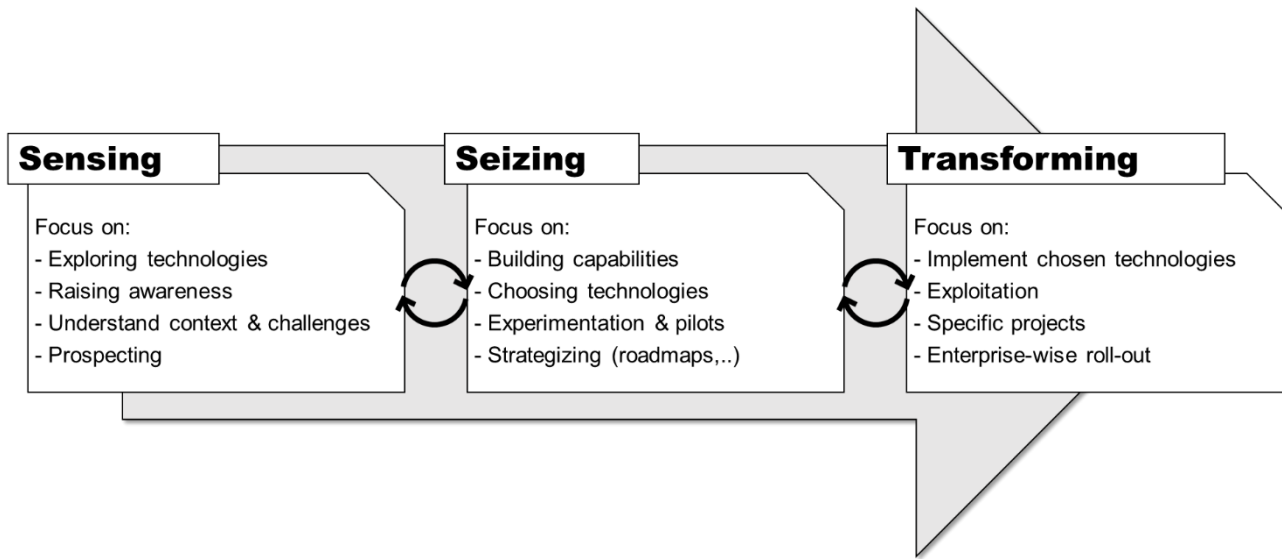 Sensing
Focus on:
- Exploring technologies
- Raising awareness
- Understand context & challenges
- Prospecting
Seizing
Focus on:
- Building capabilities
- Choosing technologies
- Experimentation & pilots
- Strategizing (roadmaps,..)
Transforming
Focus on:
- Implement chosen technologies
- Exploitation
- Specific projects
- Enterprise-wise roll-out